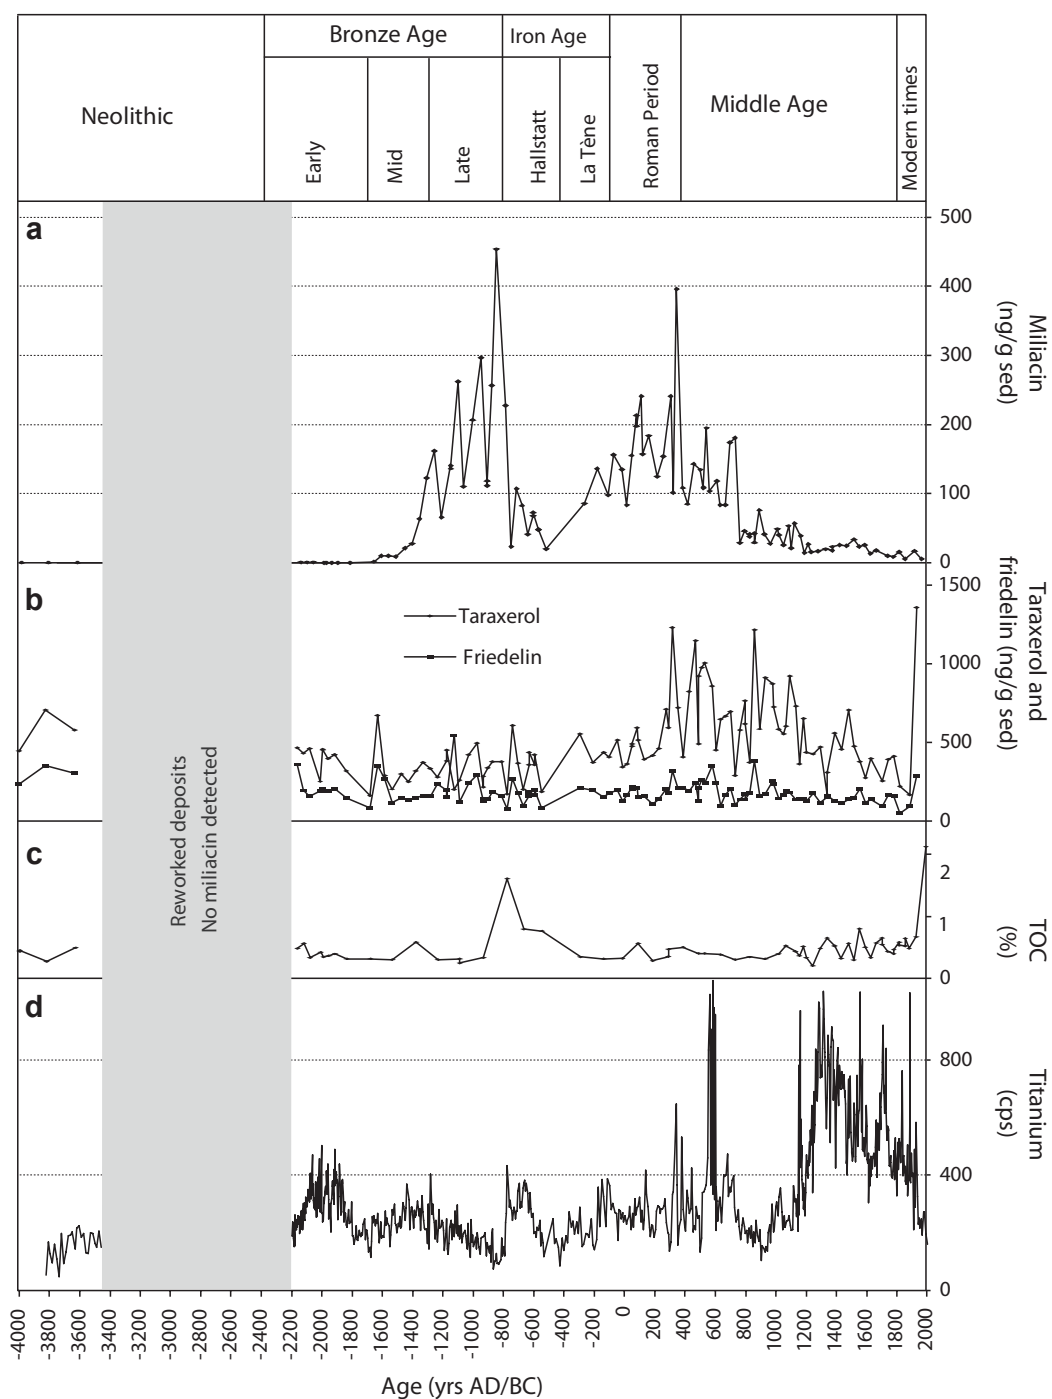 Bronze Age
Iron Age
Neolithic
Early
Mid
Late
Hallstatt
La Tène
Roman Period
Middle Age
Modern times
a
500
400
300
200
100
0
Miliacin
(ng/g sed)
b
Taraxerol
Friedelin
1500
1000
500
0
Taraxerol and
friedelin (ng/g sed)
Reworked deposits
No miliacin detected
c
2
1
0
TOC
(%)
d
800
400
0
Titanium
(cps)
-4000
-3800
-3600
-3400
-3200
-3000
-2800
-2600
-2400
-2200
-2000
-1800
-1600
-1400
-1200
-1000
-800
-600
-400
-200
0
200
400
600
800
1000
1200
1400
1600
1800
2000
Age (yrs AD/BC)